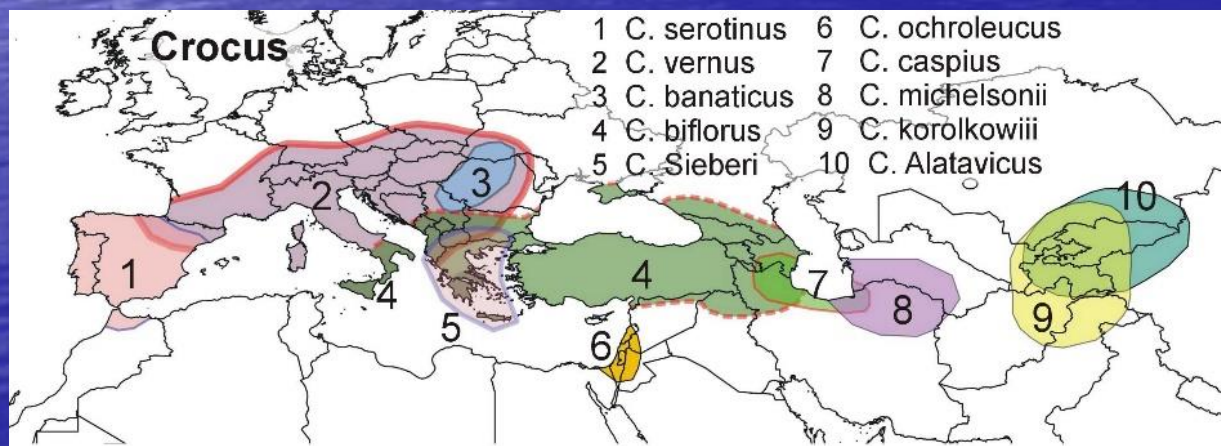 Crocus
1 C. serotinus 6 C. ochroleucus
2 C. vernus 7 C. caspius
3 C. banaticus 8 C. michelsonii
4 C. biflorus 9 C. korolkowiii
5 C. Sieberi 10 C. Alatavicus
3
2
10
1
4
7
4
8
9
5
6